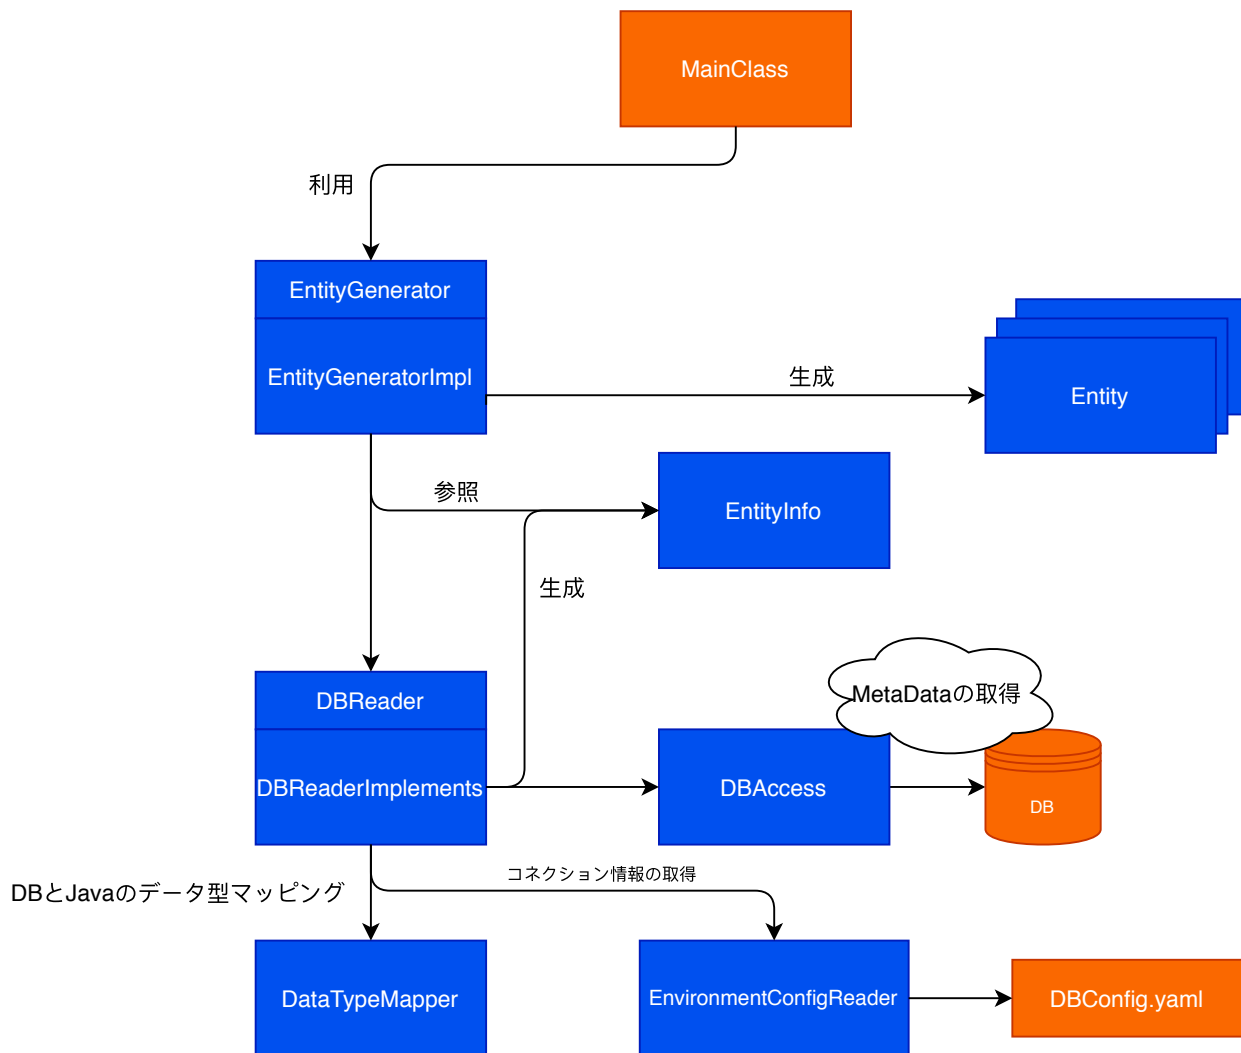 MainClass
利用
EntityGenerator
EntityGeneratorImpl
生成
Entity
参照
EntityInfo
生成
MetaDataの取得
DBReader
DBReaderImplements
DBAccess
DB
コネクション情報の取得
DBとJavaのデータ型マッピング
DataTypeMapper
EnvironmentConfigReader
DBConfig.yaml